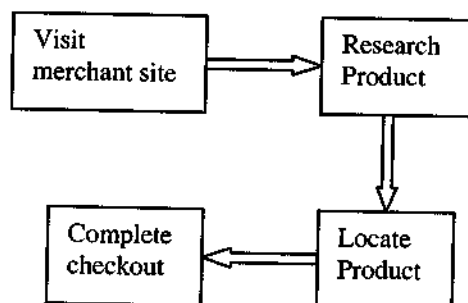 Visit
merchant site
Research
Product
Locate
Product
Complete
checkout